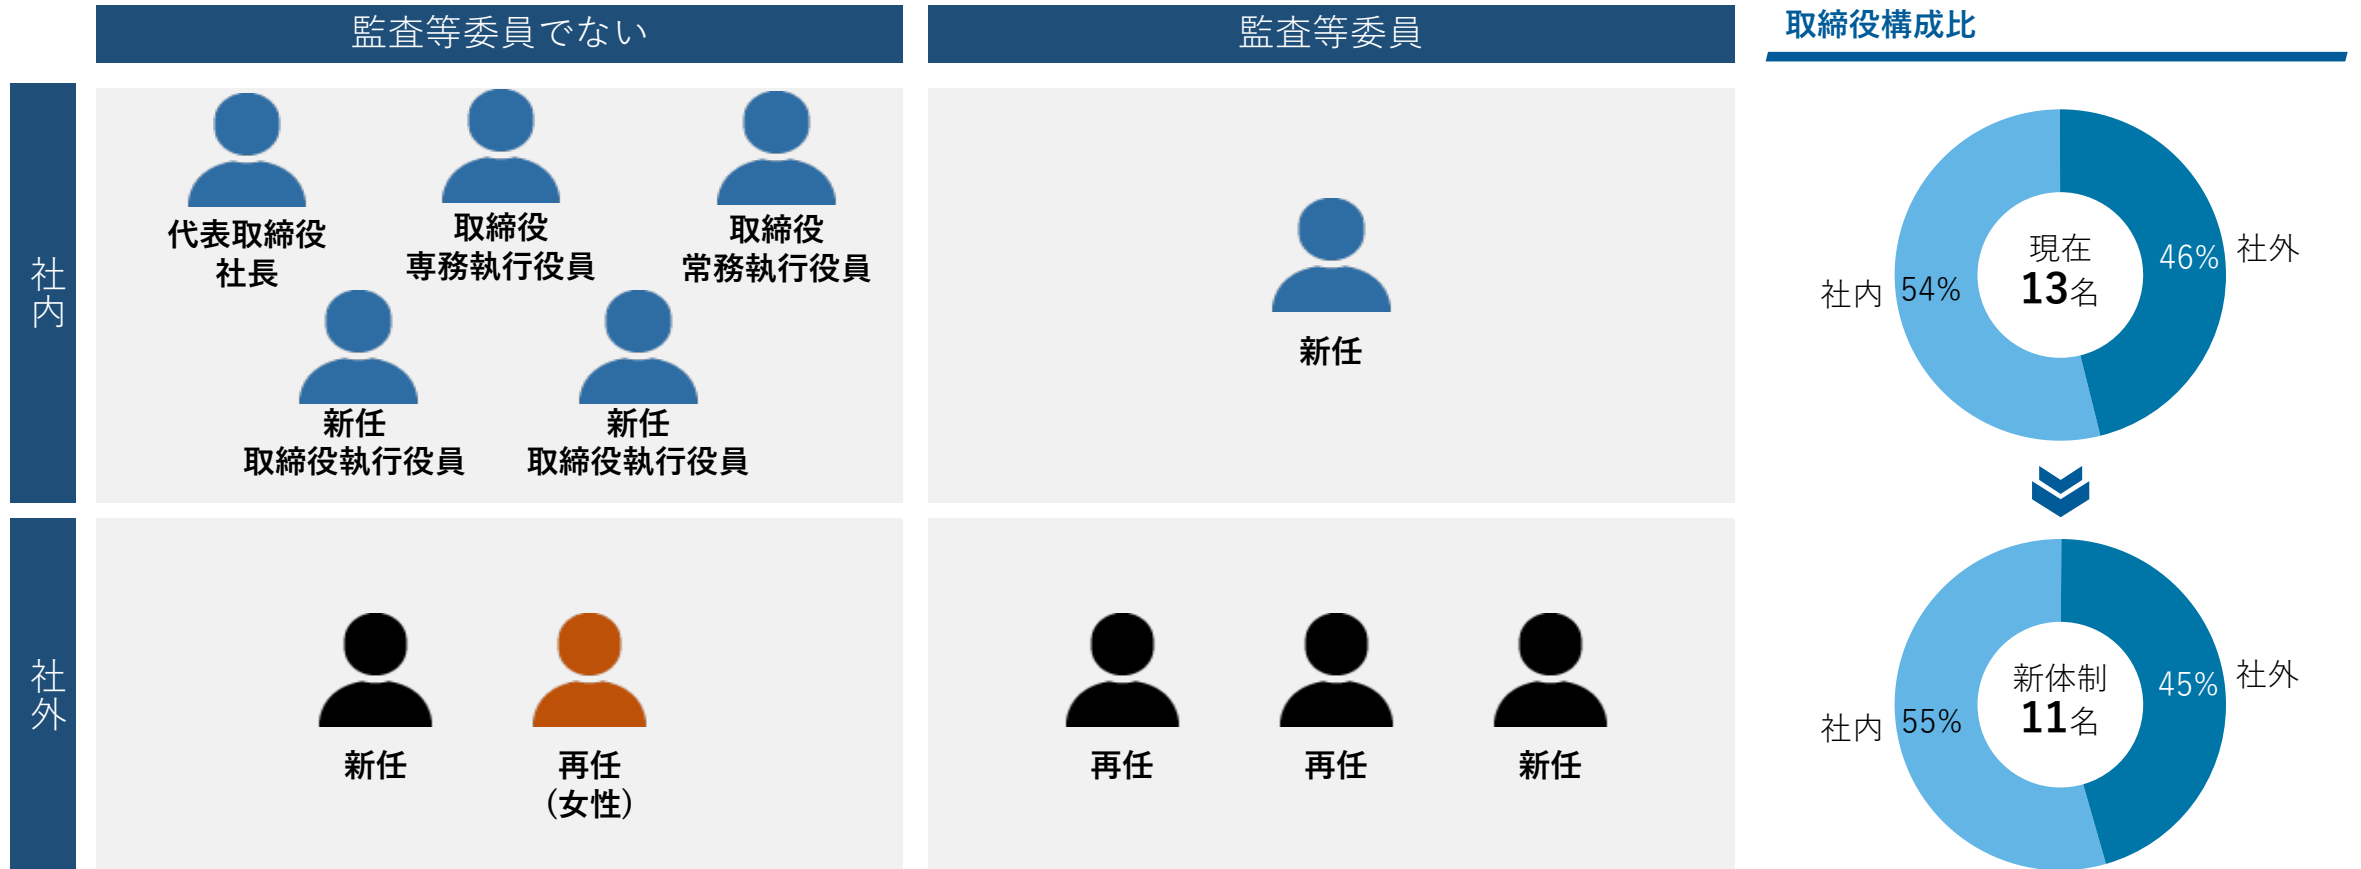 監査等委員でない
監査等委員
取締役構成比
社内
代表取締役
社長
取締役
専務執行役員
取締役
常務執行役員
新任
取締役執行役員
新任
取締役執行役員
新任
現在
13名
社内
54%
46%
社外
社外
新任
再任
(女性)
再任
再任
新任
新体制
11名
社内
55%
45%
社外